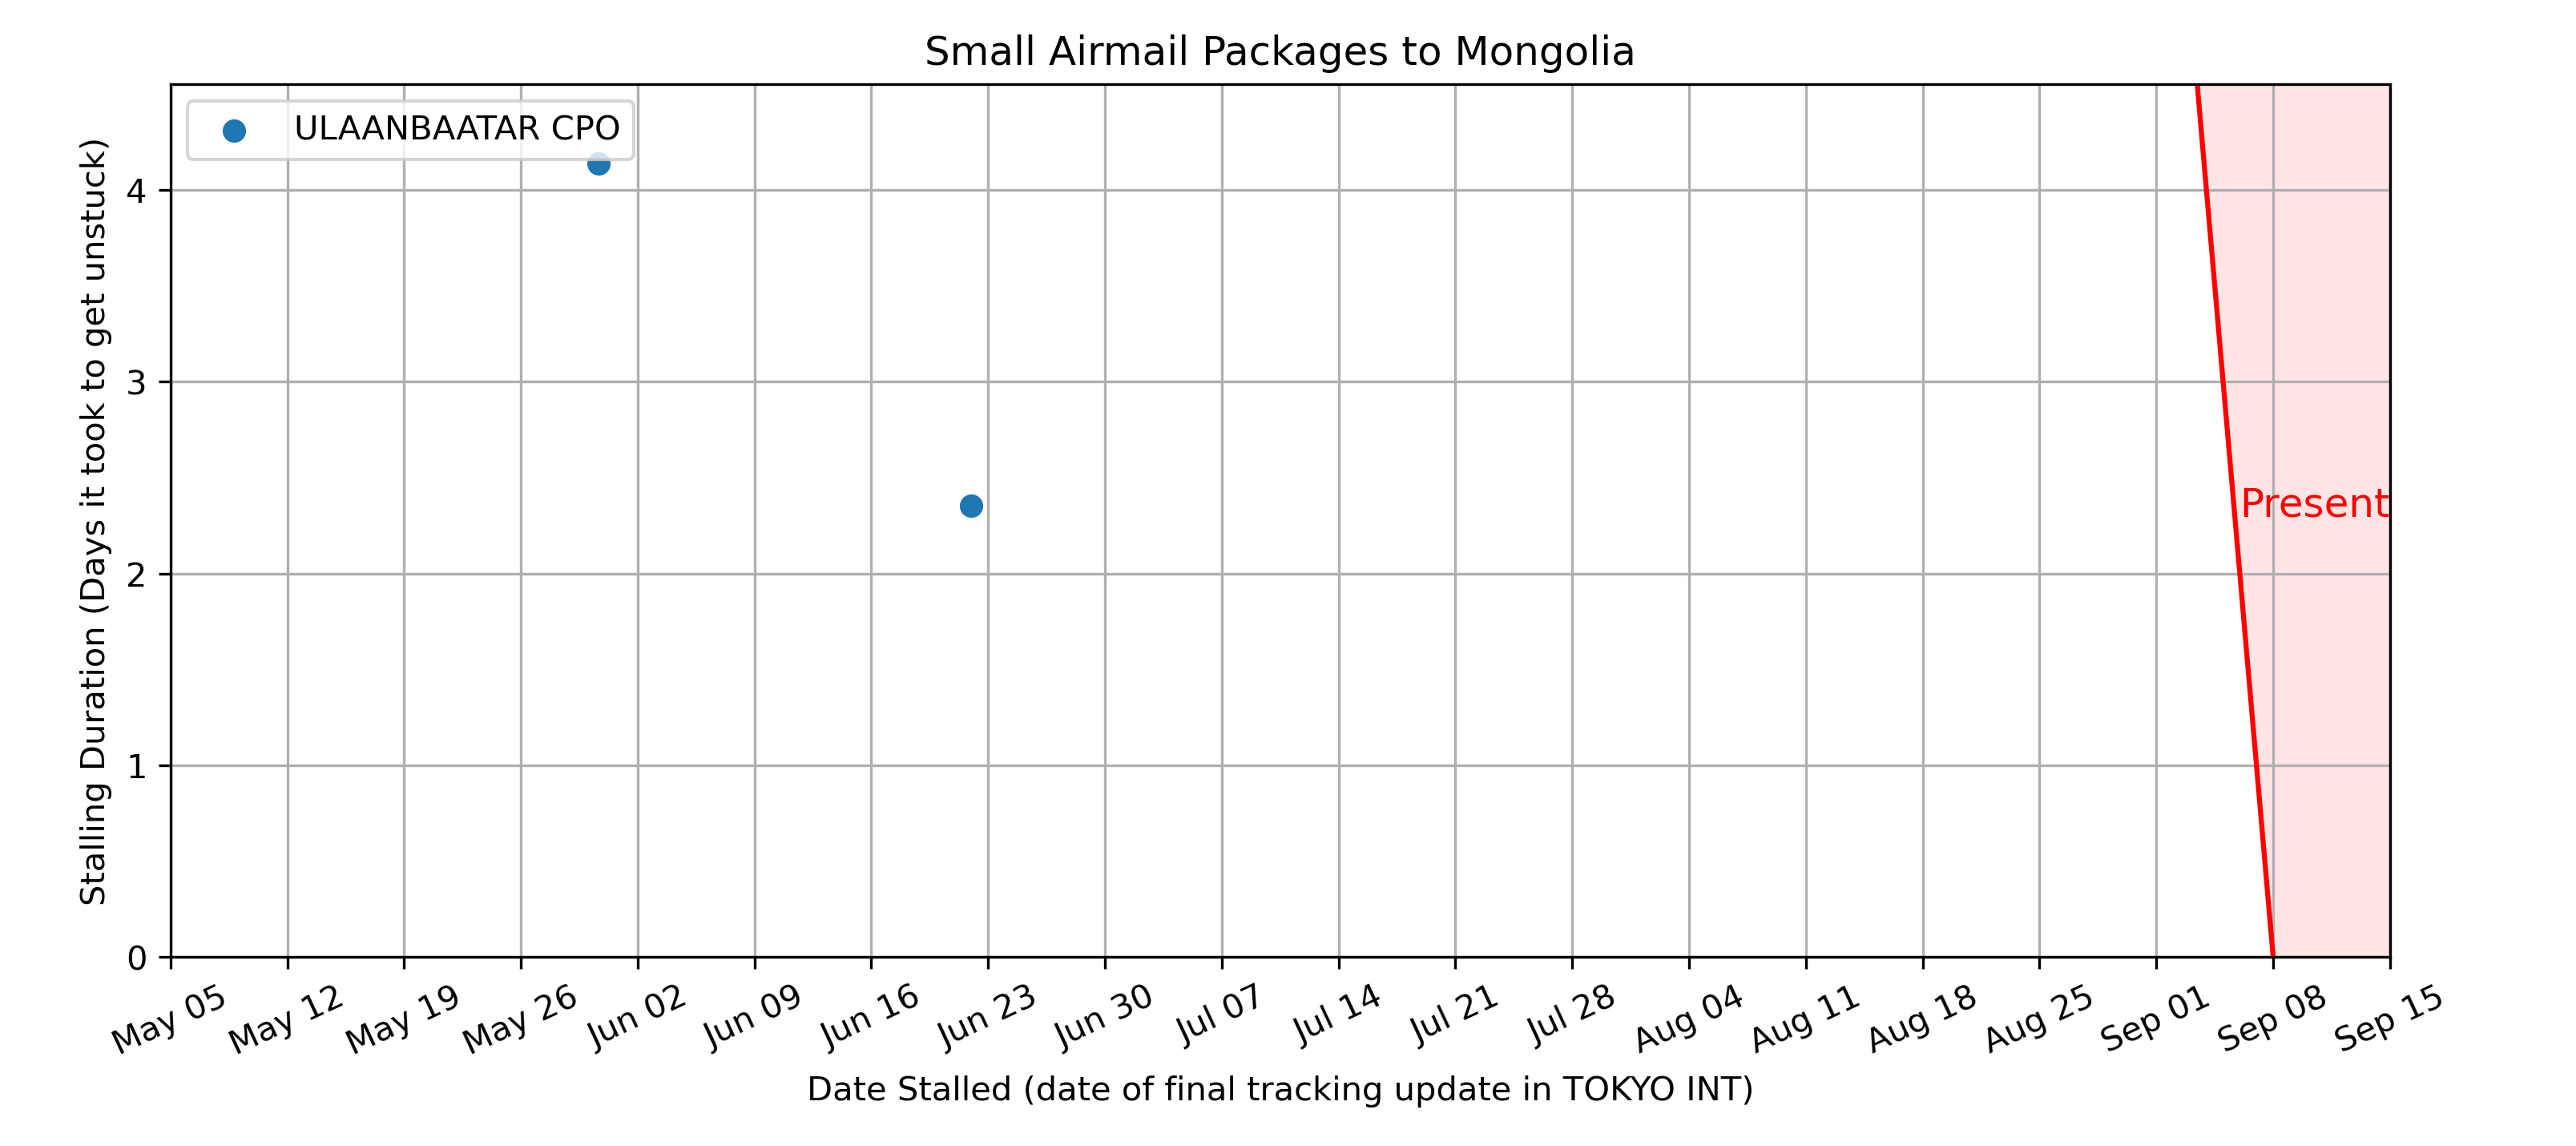 Small Airmail Packages to Mongolia
ULAANBAATAR CPO
Stalling Duration (Days it took to get unstuck)
4
3
2
1
0
Present
May 05
May 12
May 19
May 26
Jun 02
Jun 09
Jun 16
Jun 23
Jun 30
Jul 07
Jul 14
Jul 21
Jul 28
Aug 04
Aug 11
Aug 18
Aug 25
Sep 01
Sep 08
Sep 15
Date Stalled (date of final tracking update in TOKYO INT)